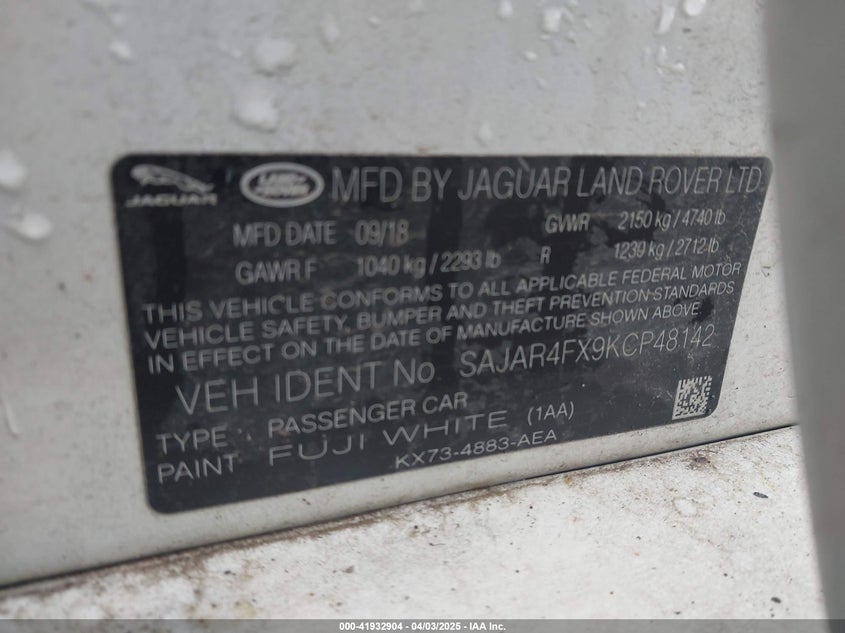 JAGUAR LAND ROVER MFD BY JAGUAR LAND ROVER LTD
MFD DATE 09/18 GVWR 2150 kg / 4740 lb
GAWR F 1040 kg / 2293 lb R 1239 kg / 2712 lb
THIS VEHICLE CONFORMS TO ALL APPLICABLE FEDERAL MOTOR
VEHICLE SAFETY, BUMPER AND THEFT PREVENTION STANDARDS
IN EFFECT ON THE DATE OF MANUFACTURE SHOWN ABOVE
VEH IDENT No SAJAR4FX9KCP48142
TYPE PASSENGER CAR
PAINT FUJI WHITE (1AA)
KX73-4883-AEA
000-41932904 | 04/03/2025 - IAA Inc.